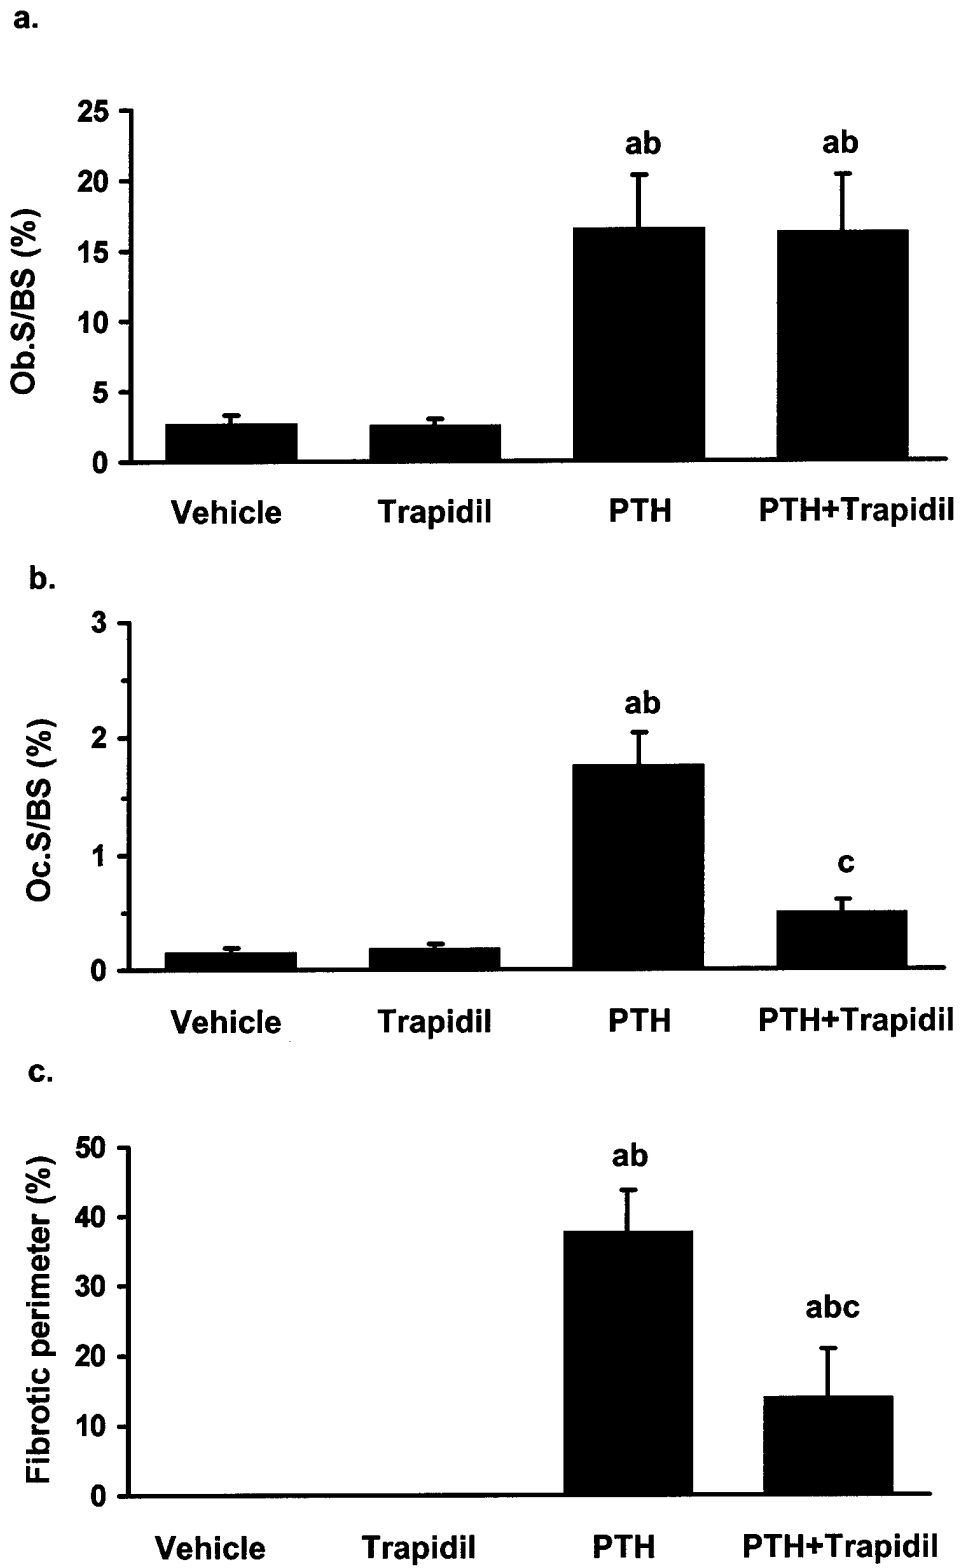 a.
25
20
15
10
5
0
Ob.S/BS (%)
ab
ab
Vehicle Trapidil PTH PTH+Trapidil
b.
3
2
1
0
Oc.S/BS (%)
ab
c
Vehicle Trapidil PTH PTH+Trapidil
c.
50
40
30
20
10
0
Fibrotic perimeter (%)
ab
abc
Vehicle Trapidil PTH PTH+Trapidil